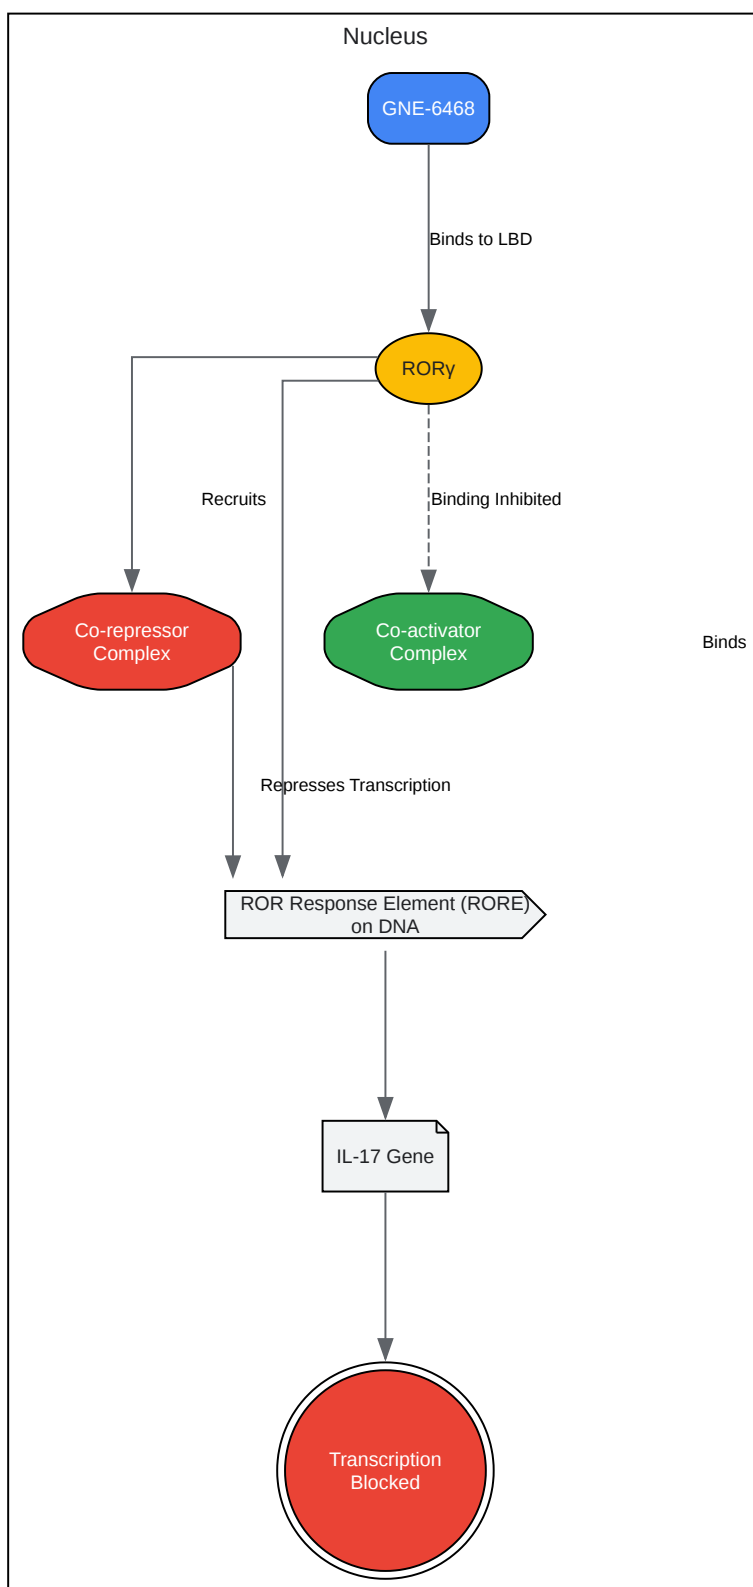 Nucleus
GNE-6468
Binds to LBD
RORγ
Recruits
Binding Inhibited
Co-repressor
Complex
Co-activator
Complex
Binds
Represses Transcription
ROR Response Element (RORE)
on DNA
IL-17 Gene
Transcription
Blocked